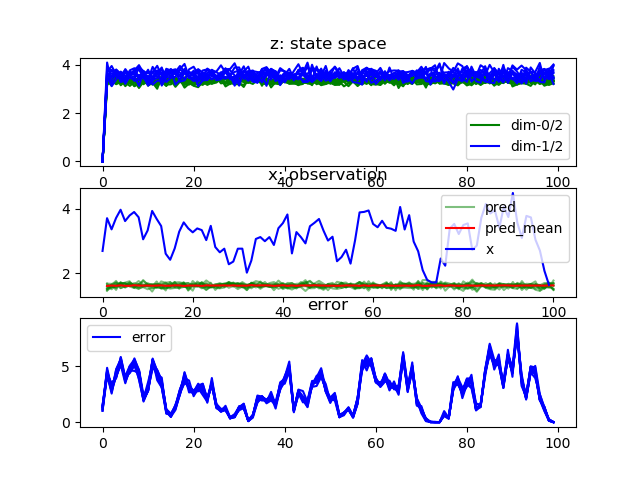 z: state space
4
2
0
dim-0/2
dim-1/2
0 20 40 60 80 100
x: observation
4
2
pred
pred_mean
x
0 20 40 60 80 100
error
5
0
error
0 20 40 60 80 100